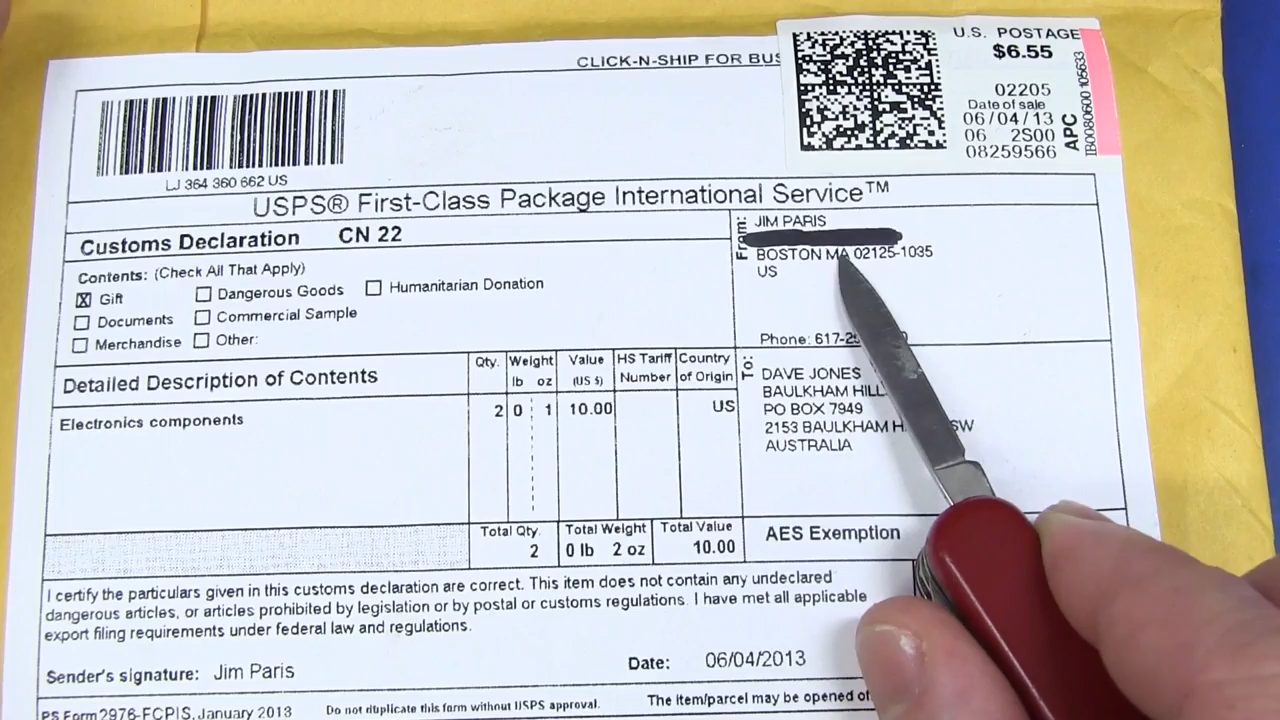 CLICK-N-SHIP FOR
U.S. POSTAGE
$6.55
02205
Date of sale
06/04/13
06 2S00
08259566
APC
IB0080600105633
LJ 364 360 662 US
USPS® First-Class Package International Service™
Customs Declaration CN 22
Contents: (Check All That Apply)
X Gift
Dangerous Goods
Humanitarian Donation
Documents
Commercial Sample
Merchandise
Other:
From:
JIM PARIS
BOSTON MA 02125-1035
US
Phone: 617-2
Detailed Description of Contents
Qty.
Weight
lb oz
Value
(US $)
HS Tariff
Number
Country
of Origin
Electronics components 2 0 1 10.00 US
To:
DAVE JONES
BAULKHAM HILL
PO BOX 7949
2153 BAULKHAM H SW
AUSTRALIA
Total Qty.
2
Total Weight
0 lb 2 oz
Total Value
10.00
AES Exemption
I certify the particulars given in this customs declaration are correct. This item does not contain any undeclared
dangerous articles, or articles prohibited by legislation or by postal or customs regulations. I have met all applicable
export filing requirements under federal law and regulations.
Sender's signature: Jim Paris
Date: 06/04/2013
PS Form 2976-FCPIS, January 2013
Do not duplicate this form without USPS approval.
The item/parcel may be opened of